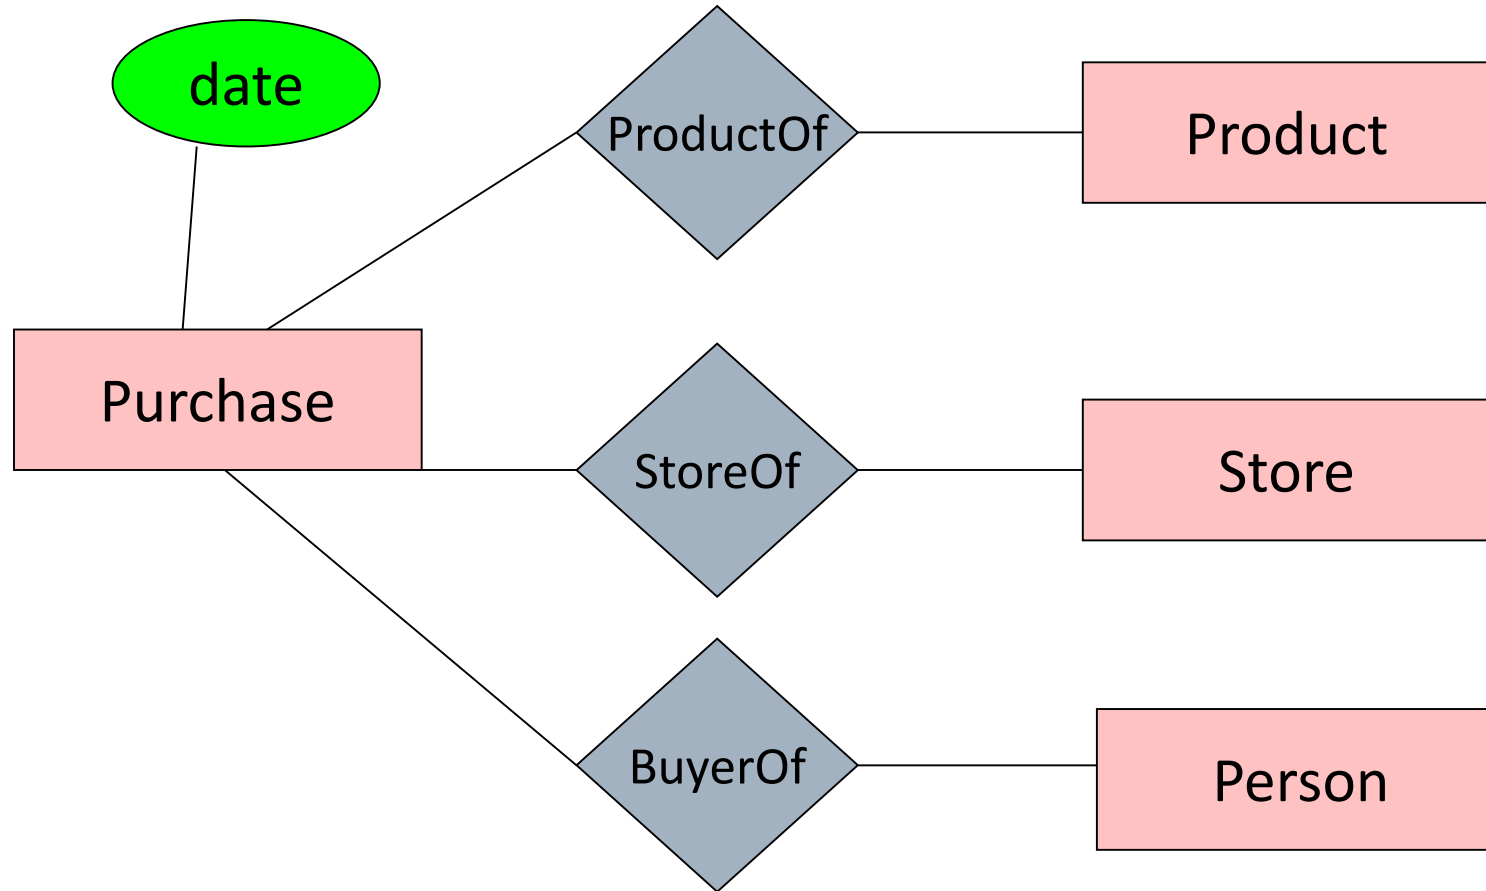 date
ProductOf
Product
Purchase
StoreOf
Store
BuyerOf
Person